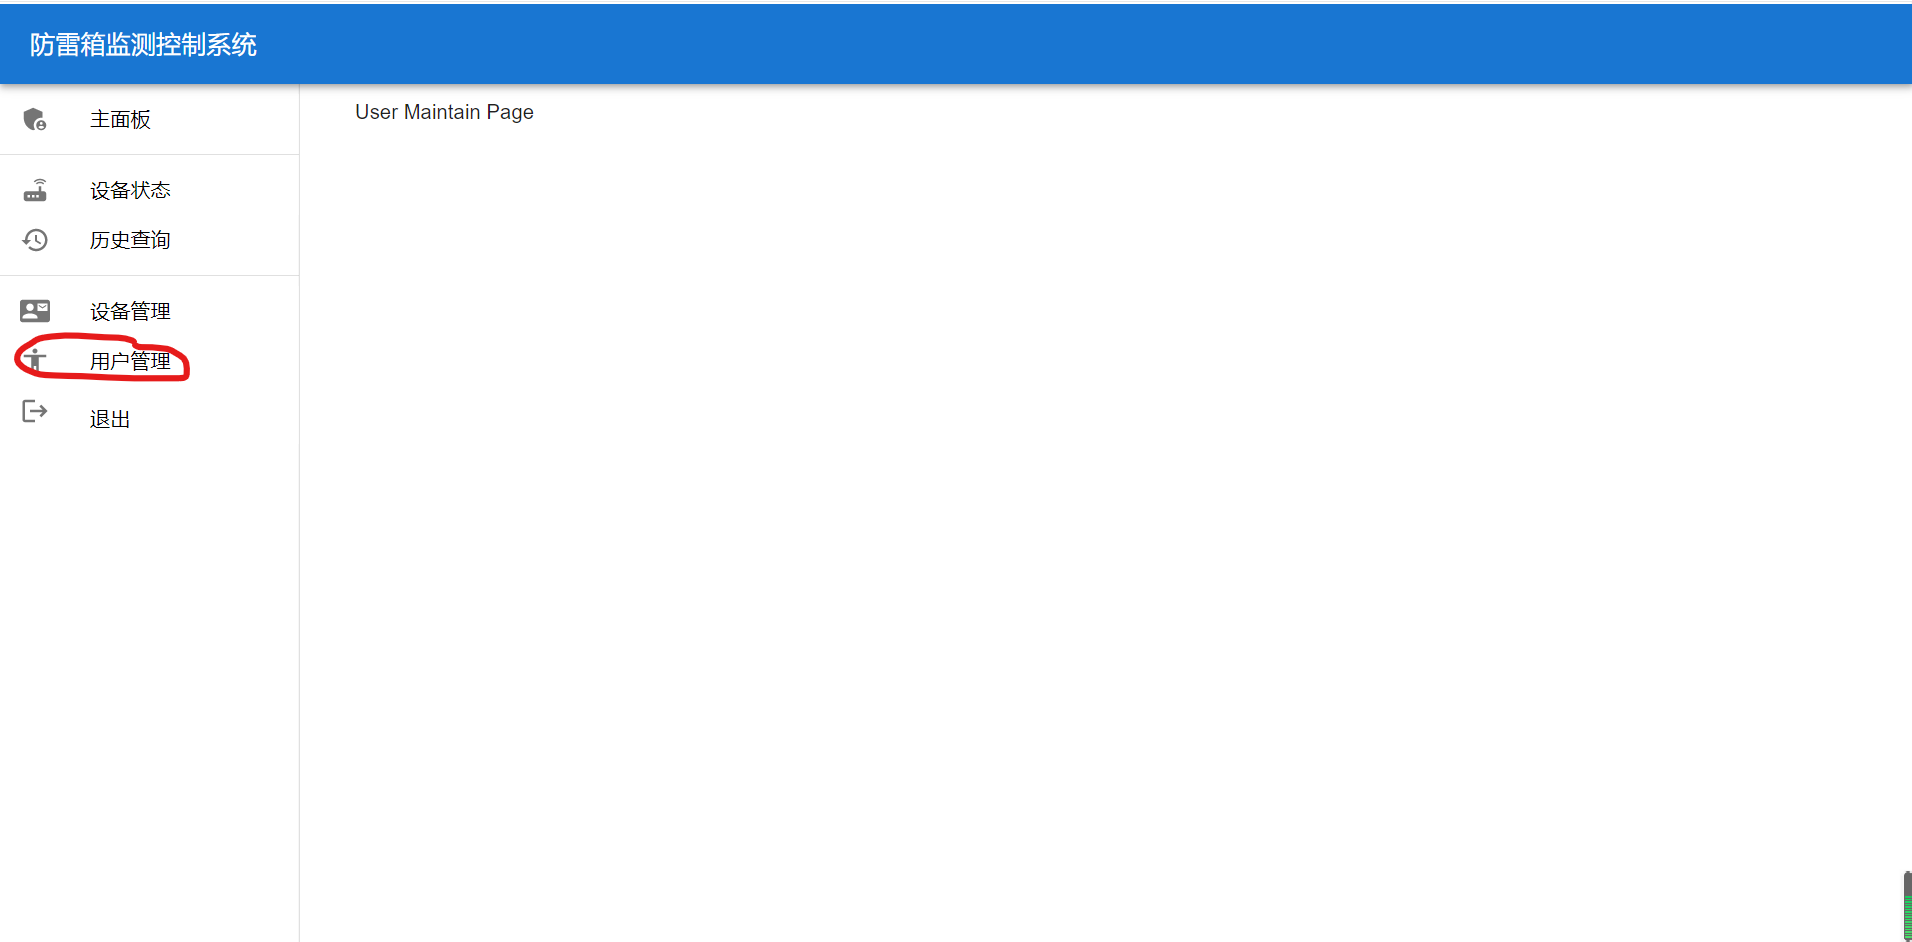 防雷箱监测控制系统
主面板
User Maintain Page
设备状态
历史查询
设备管理
用户管理
退出